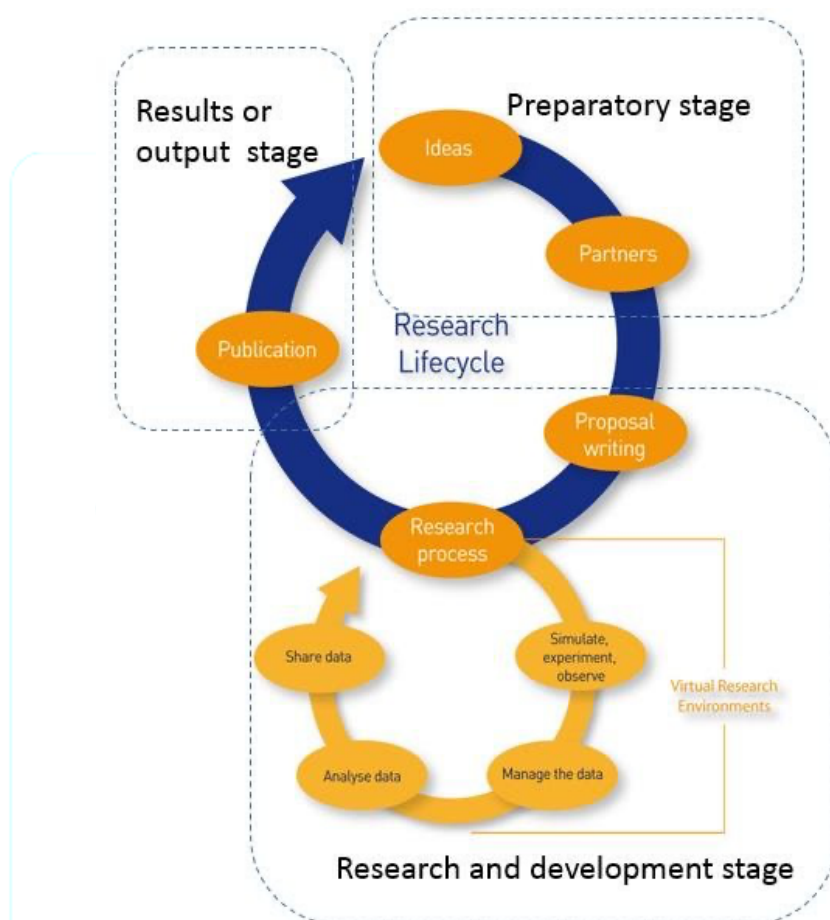 Results or
output stage
Preparatory stage
Ideas
Partners
Research
Lifecycle
Publication
Proposal
writing
Research
process
Share data
Simulate,
experiment,
observe
Virtual Research
Environments
Analyse data
Manage the data
Research and development stage